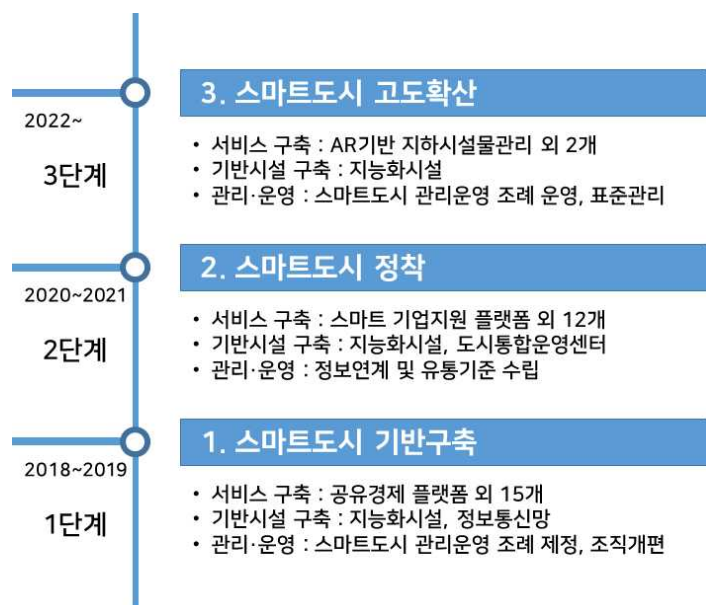 3. 스마트도시 고도확산
2022~
3단계
• 서비스 구축 : AR기반 지하시설물관리 외 2개
• 기반시설 구축 : 지능화시설
• 관리·운영 : 스마트도시 관리운영 조례 운영, 표준관리
2. 스마트도시 정착
2020~2021
2단계
• 서비스 구축 : 스마트 기업지원 플랫폼 외 12개
• 기반시설 구축 : 지능화시설, 도시통합운영센터
• 관리·운영 : 정보연계 및 유통기준 수립
1. 스마트도시 기반구축
2018~2019
1단계
• 서비스 구축 : 공유경제 플랫폼 외 15개
• 기반시설 구축 : 지능화시설, 정보통신망
• 관리·운영 : 스마트도시 관리운영 조례 제정, 조직개편